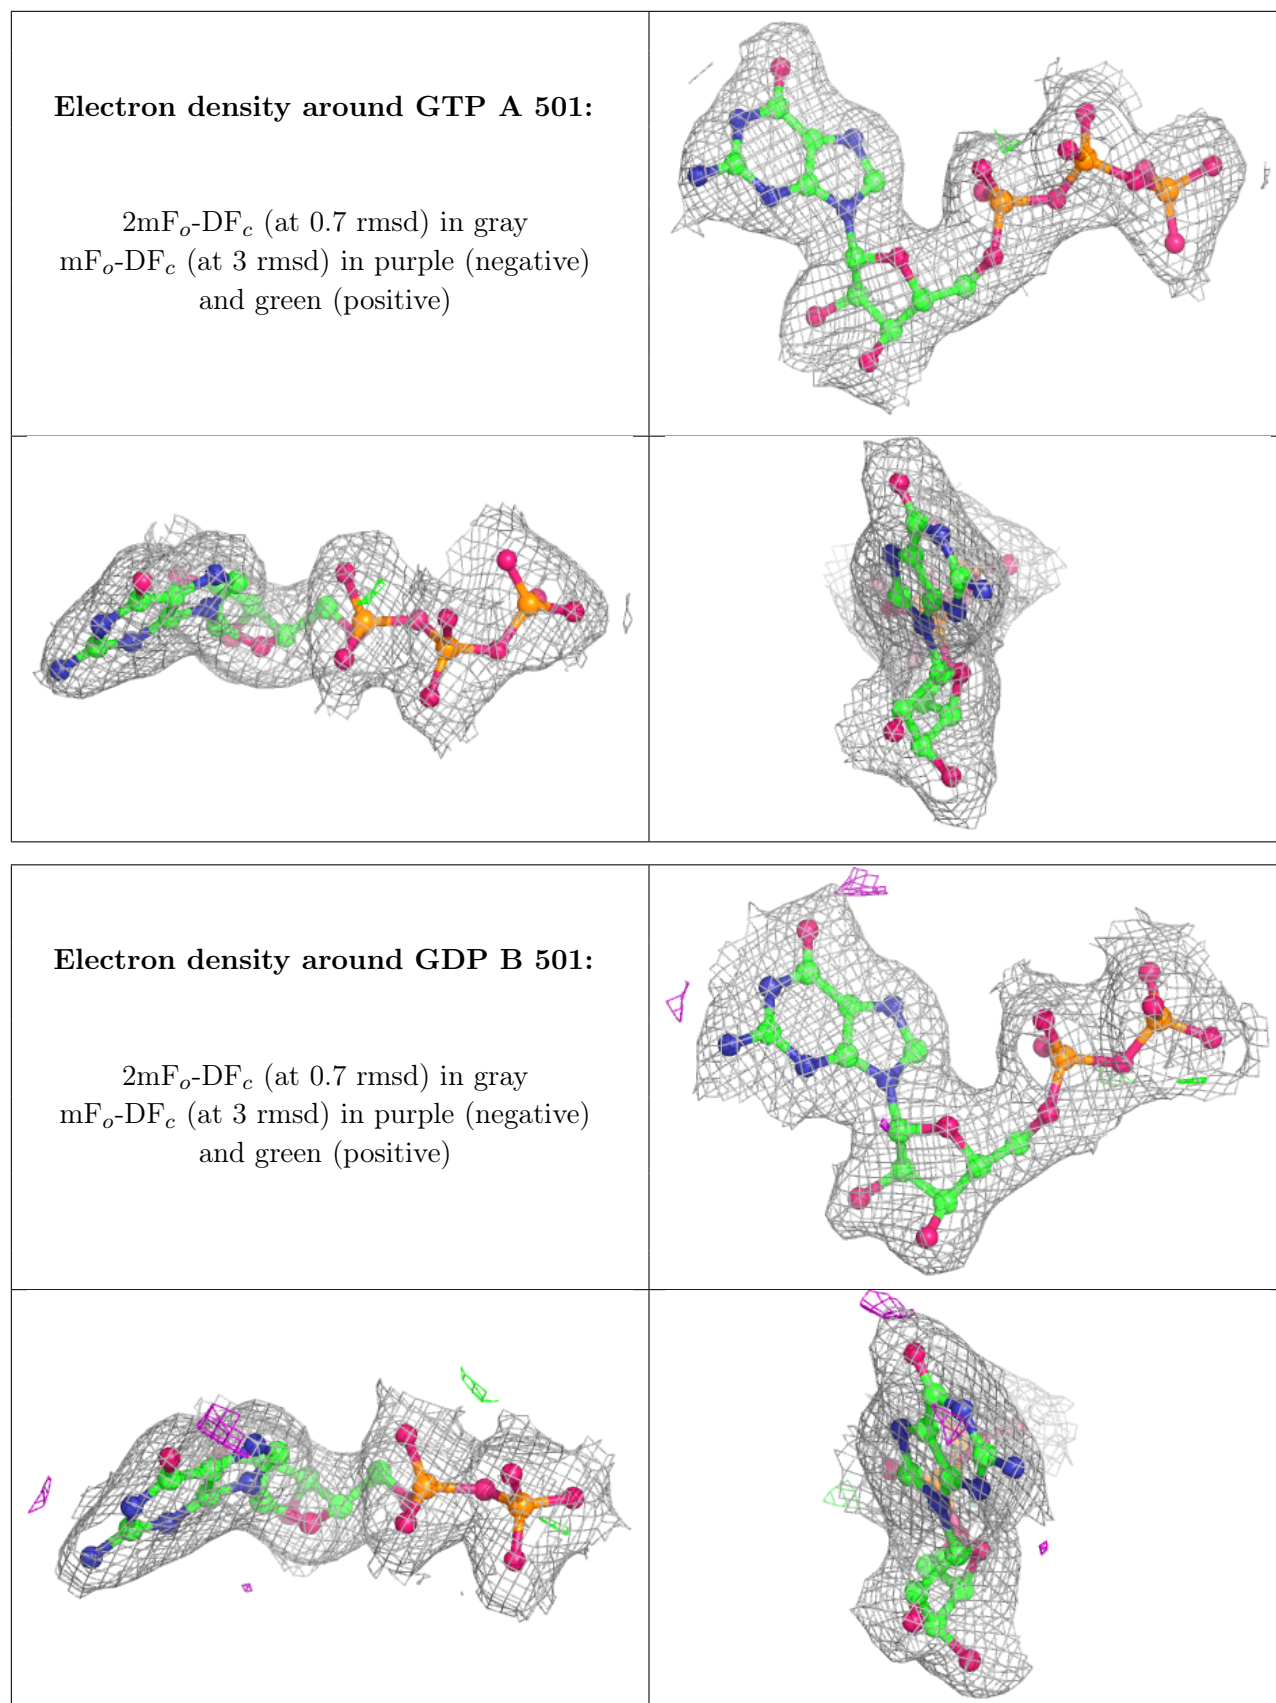 Electron density around GTP A 501:
2mFo-DFc (at 0.7 rmsd) in gray
mFo-DFc (at 3 rmsd) in purple (negative)
and green (positive)
Electron density around GDP B 501:
2mFo-DFc (at 0.7 rmsd) in gray
mFo-DFc (at 3 rmsd) in purple (negative)
and green (positive)